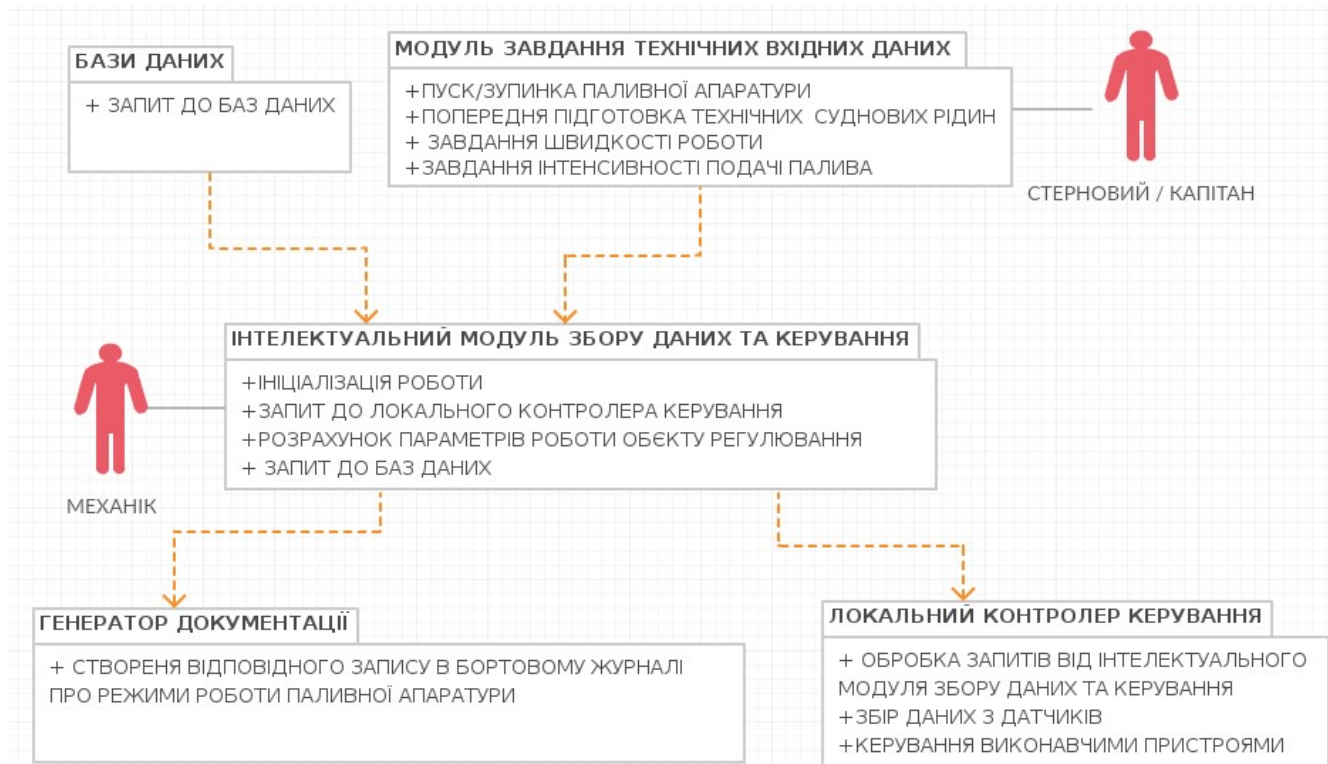 БАЗИ ДАНИХ
+ ЗАПИТ ДО БАЗ ДАНИХ
МОДУЛЬ ЗАВДАННЯ ТЕХНІЧНИХ ВХІДНИХ ДАНИХ
+ПУСК/ЗУПИНКА ПАЛИВНОЇ АПАРАТУРИ
+ПОПЕРЕДНЯ ПІДГОТОВКА ТЕХНІЧНИХ СУДНОВИХ РІДИН
+ ЗАВДАННЯ ШВИДКОСТІ РОБОТИ
+ЗАВДАННЯ ІНТЕНСИВНОСТІ ПОДАЧІ ПАЛИВА
СТЕРНОВИЙ / КАПІТАН
ІНТЕЛЕКТУАЛЬНИЙ МОДУЛЬ ЗБОРУ ДАНИХ ТА КЕРУВАННЯ
+ІНІЦІАЛІЗАЦІЯ РОБОТИ
+ЗАПИТ ДО ЛОКАЛЬНОГО КОНТРОЛЕРА КЕРУВАННЯ
+РОЗРАХУНОК ПАРАМЕТРІВ РОБОТИ ОБЄКТУ РЕГУЛЮВАННЯ
+ ЗАПИТ ДО БАЗ ДАНИХ
МЕХАНІК
ГЕНЕРАТОР ДОКУМЕНТАЦІЇ
+ СТВОРЕНЯ ВІДПОВІДНОГО ЗАПИСУ В БОРТОВОМУ ЖУРНАЛІ
ПРО РЕЖИМИ РОБОТИ ПАЛИВНОЇ АПАРАТУРИ
ЛОКАЛЬНИЙ КОНТРОЛЕР КЕРУВАННЯ
+ ОБРОБКА ЗАПИТІВ ВІД ІНТЕЛЕКТУАЛЬНОГО
МОДУЛЯ ЗБОРУ ДАНИХ ТА КЕРУВАННЯ
+ЗБІР ДАНИХ З ДАТЧИКІВ
+КЕРУВАННЯ ВИКОНАВЧИМИ ПРИСТРОЯМИ